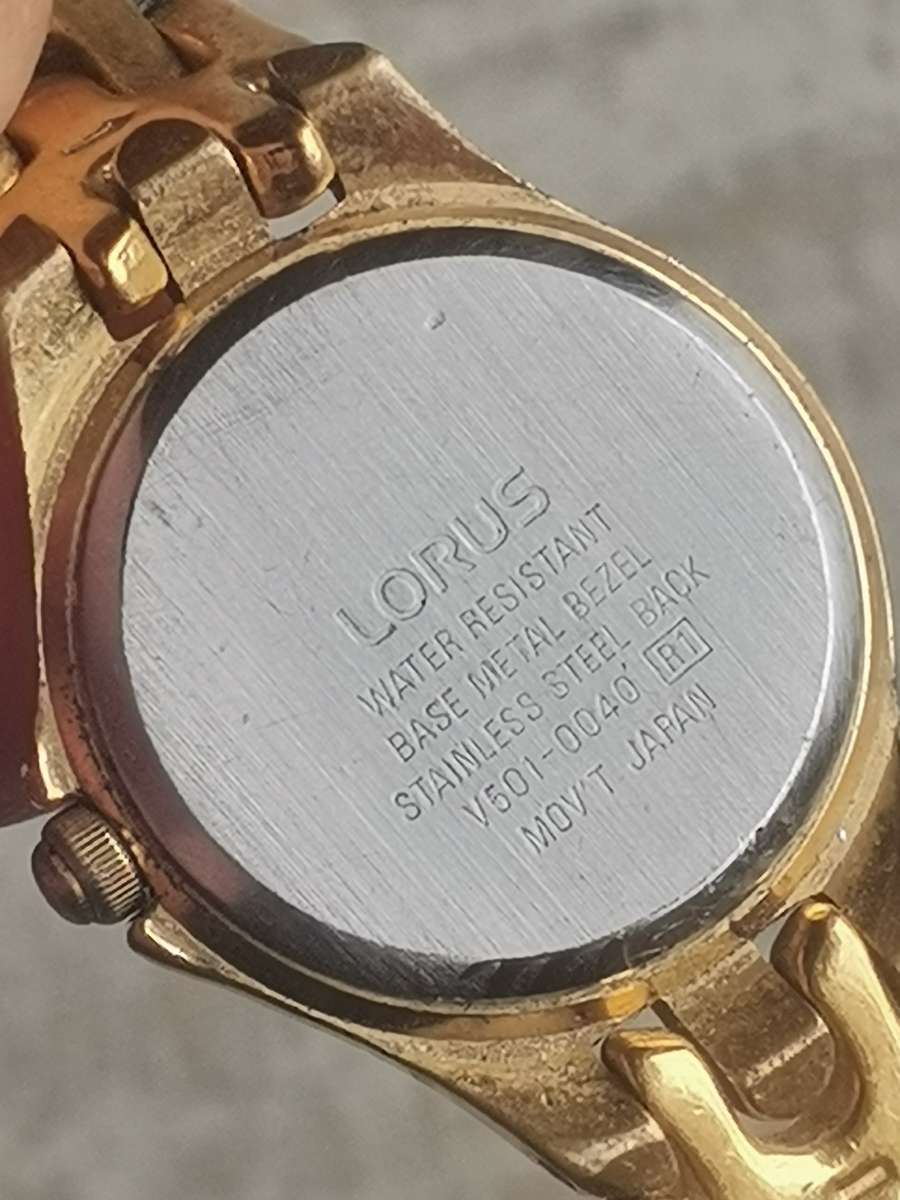 LORUS
WATER RESISTANT
BASE METAL BEZEL
STAINLESS STEEL BACK
V501-0040 R1
MOV'T JAPAN